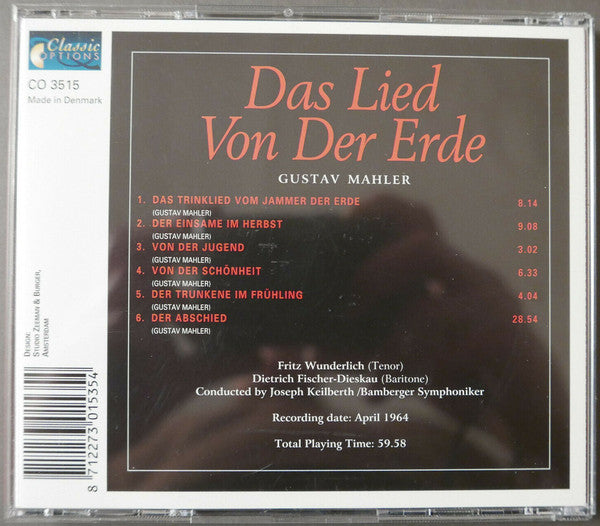 Classic
OPTIONS
CO 3515
Made in Denmark
Das Lied
Von Der Erde
GUSTAV MAHLER
1. DAS TRINKLIED VOM JAMMER DER ERDE 8.14
(GUSTAV MAHLER)
2. DER EINSAME IM HERBST 9.08
(GUSTAV MAHLER)
3. VON DER JUGEND 3.02
(GUSTAV MAHLER)
4. VON DER SCHÖNHEIT 6.33
(GUSTAV MAHLER)
5. DER TRUNKENE IM FRÜHLING 4.04
(GUSTAV MAHLER)
6. DER ABSCHIED 28.54
(GUSTAV MAHLER)
Fritz Wunderlich (Tenor)
Dietrich Fischer-Dieskau (Baritone)
Conducted by Joseph Keilberth /Bamberger Symphoniker
Recording date: April 1964
Total Playing Time: 59.58
DESIGN:
STUDIO ZEEMAN & BURGER,
AMSTERDAM
8 712273 015354